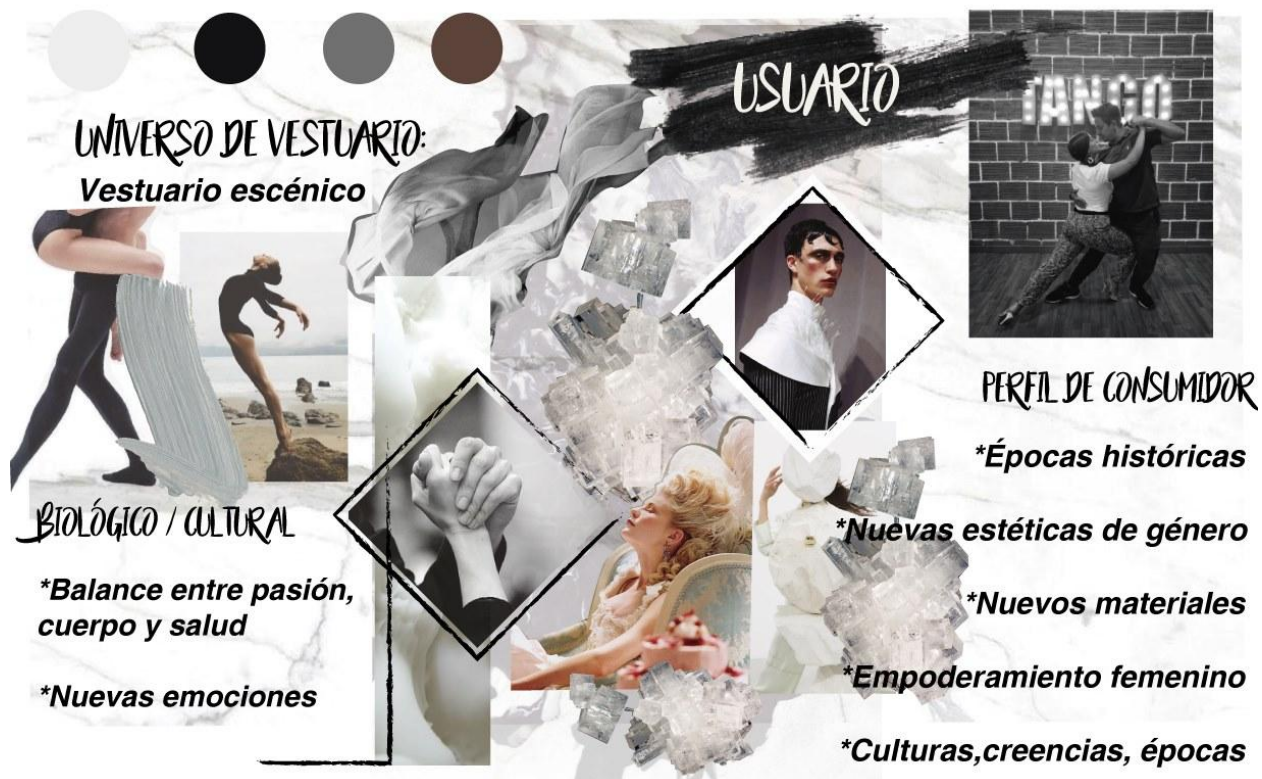 USUARIO
TANGO
UNIVERSO DE VESTUARIO:
Vestuario escénico
BIOLÓGICO / CULTURAL
*Balance entre pasión,
cuerpo y salud
*Nuevas emociones
PERFIL DE CONSUMIDOR
*Épocas históricas
*Nuevas estéticas de género
*Nuevos materiales
*Empoderamiento femenino
*Culturas,creencias, épocas